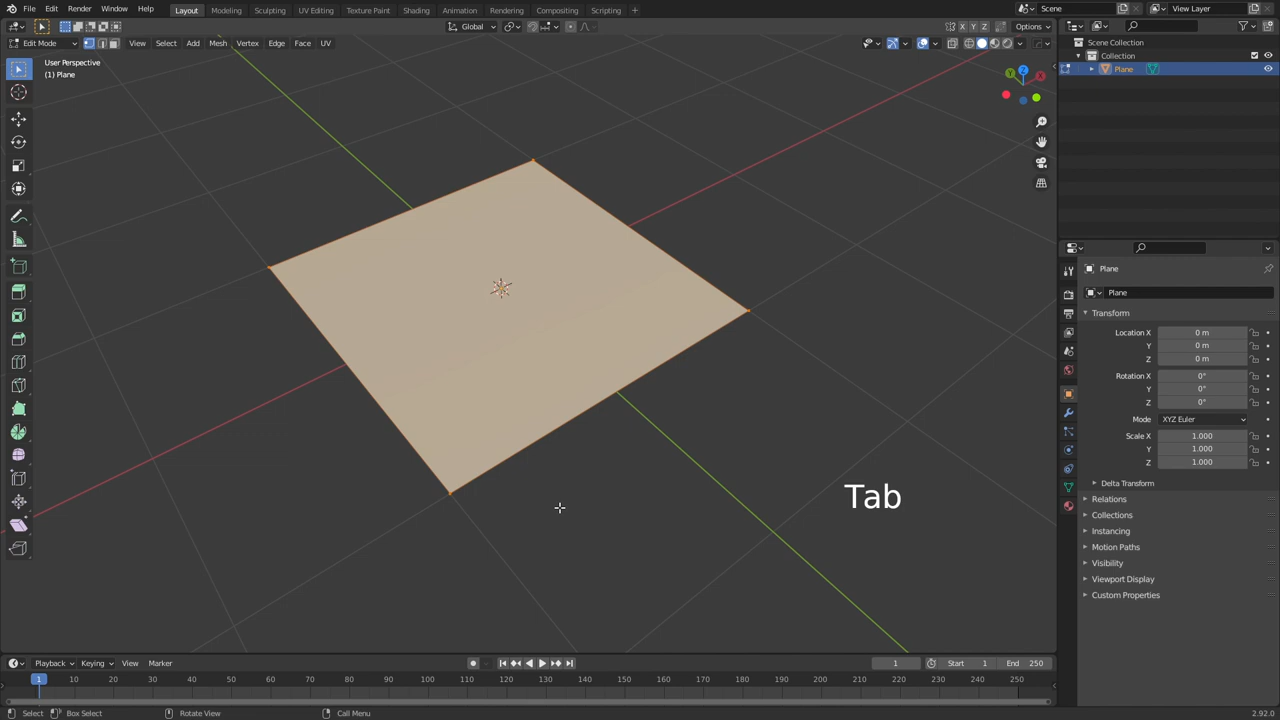 File Edit Render Window Help Layout Modeling Sculpting UV Editing Texture Paint Shading Animation Rendering Compositing Scripting + Scene View Layer
Global X Y Z Options
Edit Mode View Select Add Mesh Vertex Edge Face UV
User Perspective
(1) Plane
Z
Y
X
Tab
Scene Collection
Collection
Plane
Plane
Plane
Transform
Location X 0 m
Y 0 m
Z 0 m
Rotation X 0°
Y 0°
Z 0°
Mode XYZ Euler
Scale X 1.000
Y 1.000
Z 1.000
Delta Transform
Relations
Collections
Instancing
Motion Paths
Visibility
Viewport Display
Custom Properties
Playback Keying View Marker 1 Start 1 End 250
1 10 20 30 40 50 60 70 80 90 100 110 120 130 140 150 160 170 180 190 200 210 220 230 240 250
Select Box Select Rotate View Call Menu 2.92.0